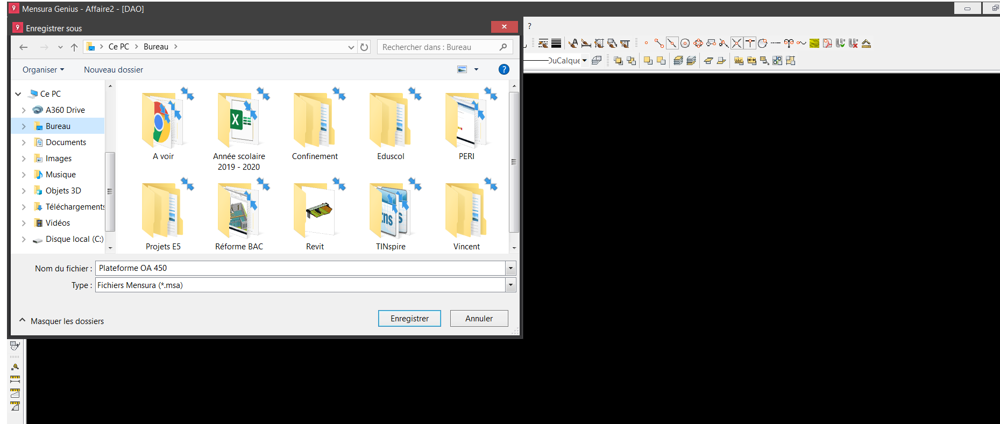 Mensura Genius - Affaire2 - [DAO]
Enregistrer sous
?
Ce PC
Bureau
Rechercher dans : Bureau
DuCalque
Organiser
Nouveau dossier
?
Ce PC
A360 Drive
Bureau
Documents
Images
Musique
Objets 3D
Téléchargements
Vidéos
Disque local (C:)
A voir
Année scolaire
2019 - 2020
Confinement
Eduscol
PERI
Projets E5
Réforme BAC
Revit
TINspire
Vincent
Nom du fichier :
Plateforme OA 450
Type :
Fichiers Mensura (*.msa)
Masquer les dossiers
Enregistrer
Annuler